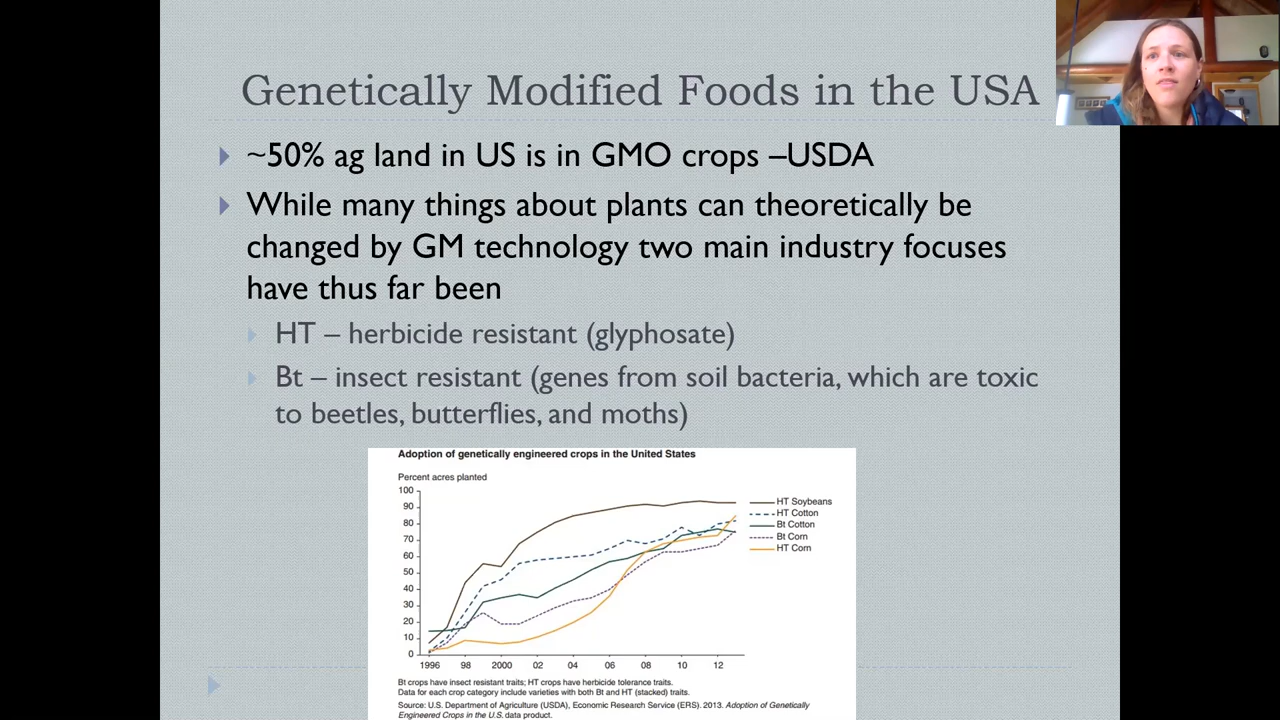 Genetically Modified Foods in the USA
~50% ag land in US is in GMO crops –USDA
While many things about plants can theoretically be
changed by GM technology two main industry focuses
have thus far been
HT – herbicide resistant (glyphosate)
Bt – insect resistant (genes from soil bacteria, which are toxic
to beetles, butterflies, and moths)
Adoption of genetically engineered crops in the United States
Percent acres planted
100
90
80
70
60
50
40
30
20
10
0
1996 98 2000 02 04 06 08 10 12
HT Soybeans
HT Cotton
Bt Cotton
Bt Corn
HT Corn
Bt crops have insect resistant traits; HT crops have herbicide tolerance traits.
Data for each crop category include varieties with both Bt and HT (stacked) traits.
Source: U.S. Department of Agriculture (USDA), Economic Research Service (ERS). 2013. Adoption of Genetically
Engineered Crops in the U.S. data product.